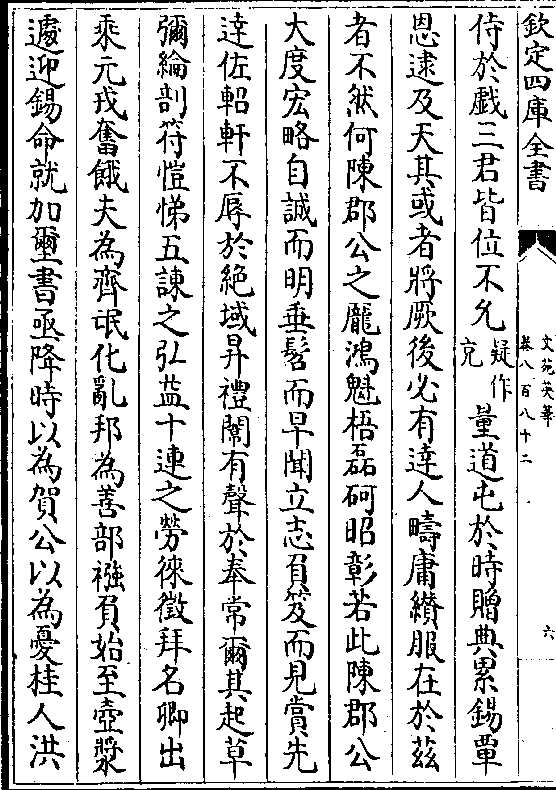 欽定四庫全書
文苑英華
卷八百八十二
六
侍於戲三君皆位不允疑作充量道屯於時贈典累錫覃
恩逮及天其或者將厥後必有達人疇庸纘服在於茲
者不然何陳郡公之龎鴻魁梧磊砢昭彰若此陳郡公
大度宏略自誠而明垂髫而早聞立志負笈而見賞先
逹佐軺軒不辱於絶域昇禮闈有聲於奉常爾其起草
彌綸剖符愷悌五諫之弘益十連之勞徠徵拜名卿出
乘元戎奮餓夫為齊氓化亂邦為善部襁負始至壺漿
遽迎錫命就加璽書亟降時以為賀公以為憂桂人洪